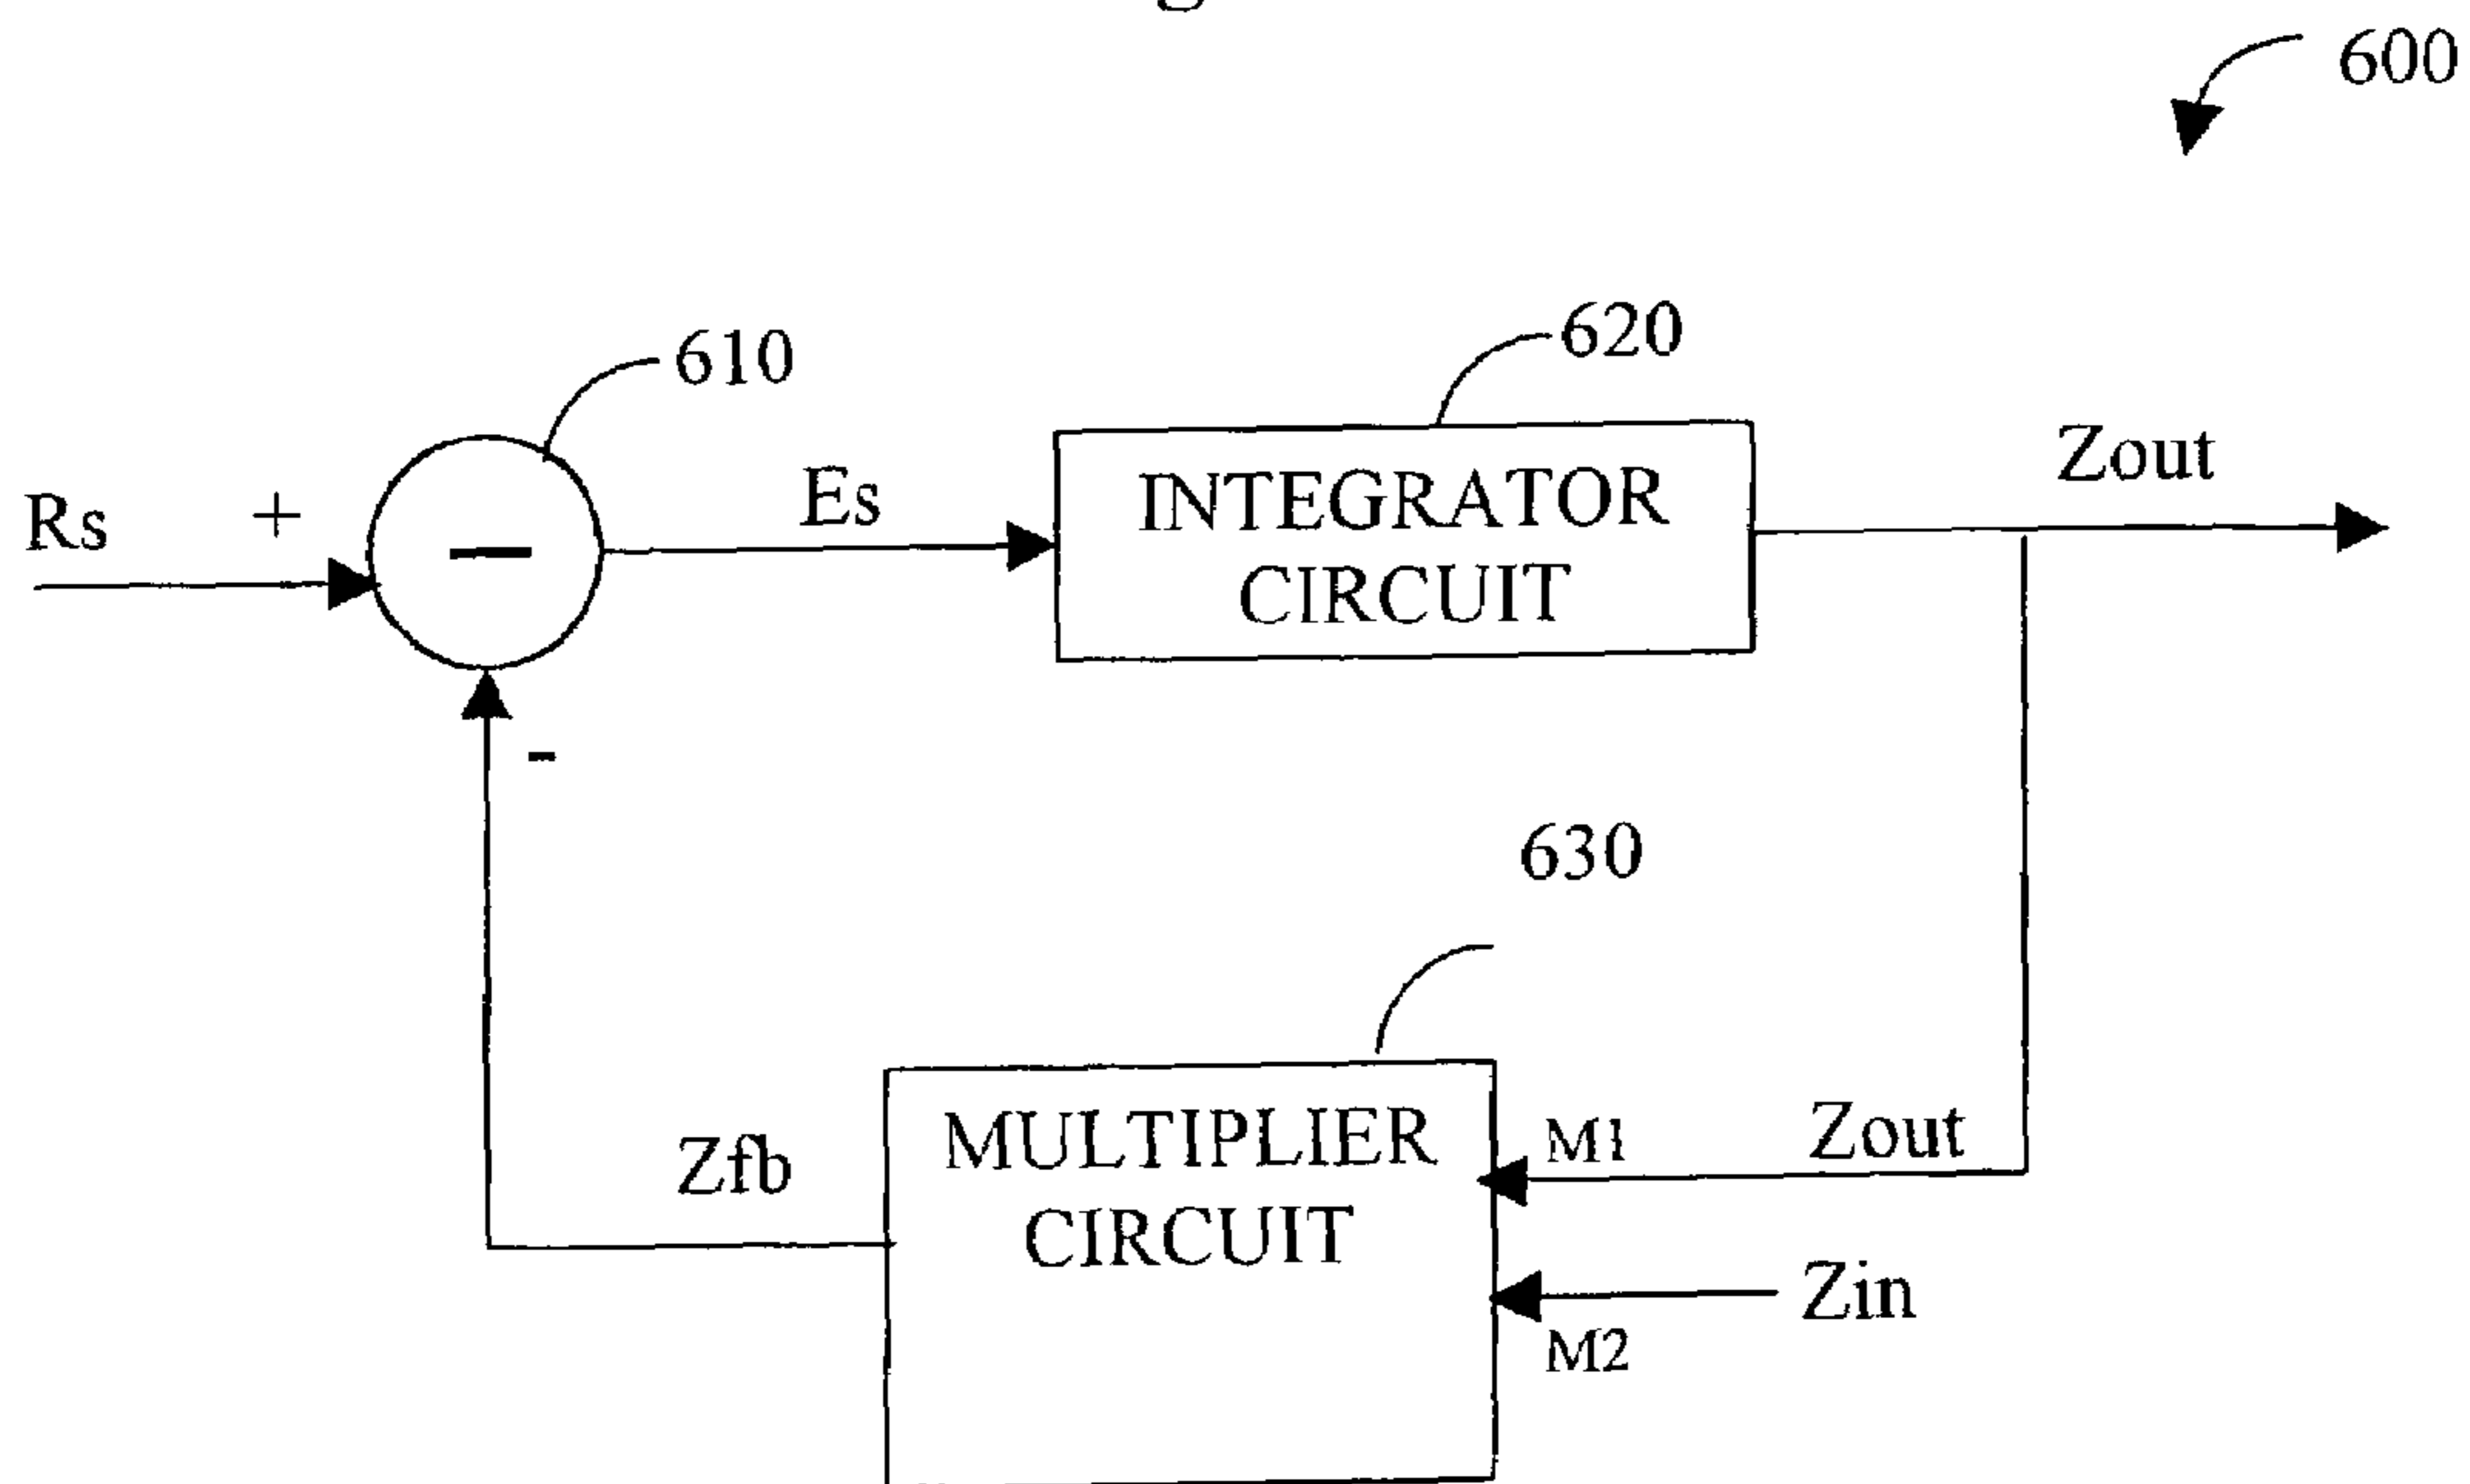 600
610
620
Rs
+
−
Es
INTEGRATOR
CIRCUIT
Zout
-
630
MULTIPLIER
CIRCUIT
Zfb
M1
Zout
Zin
M2